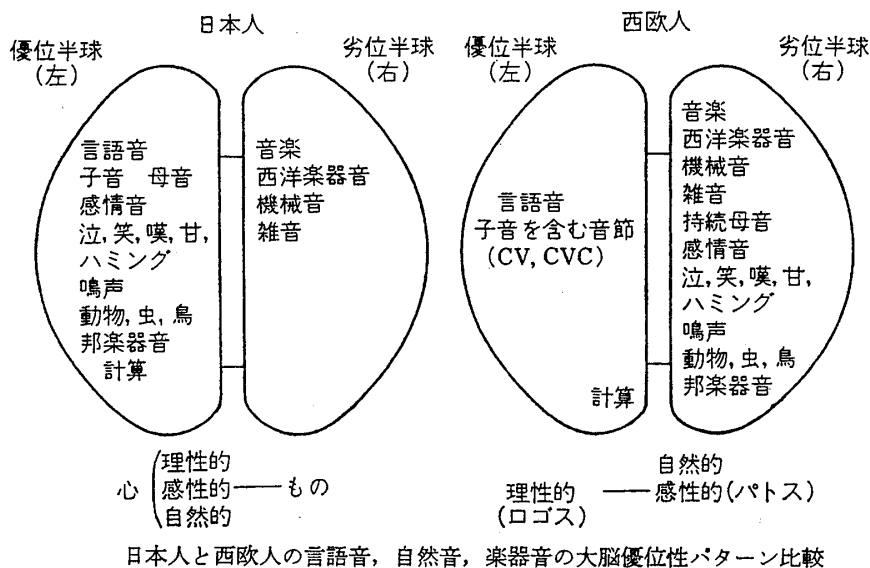 日本人
優位半球
(左)
劣位半球
(右)
言語音
子音 母音
感情音
泣,笑,嘆,甘,
ハミング
鳴声
動物,虫,鳥
邦楽器音
計算
音楽
西洋楽器音
機械音
雑音
心
理性的
感性的
自然的
もの
西欧人
優位半球
(左)
劣位半球
(右)
言語音
子音を含む音節
(CV, CVC)
計算
音楽
西洋楽器音
機械音
雑音
持続母音
感情音
泣,笑,嘆,甘,
ハミング
鳴声
動物,虫,鳥
邦楽器音
理性的
(ロゴス)
自然的
感性的(パトス)
日本人と西欧人の言語音,自然音,楽器音の大脳優位性パターン比較